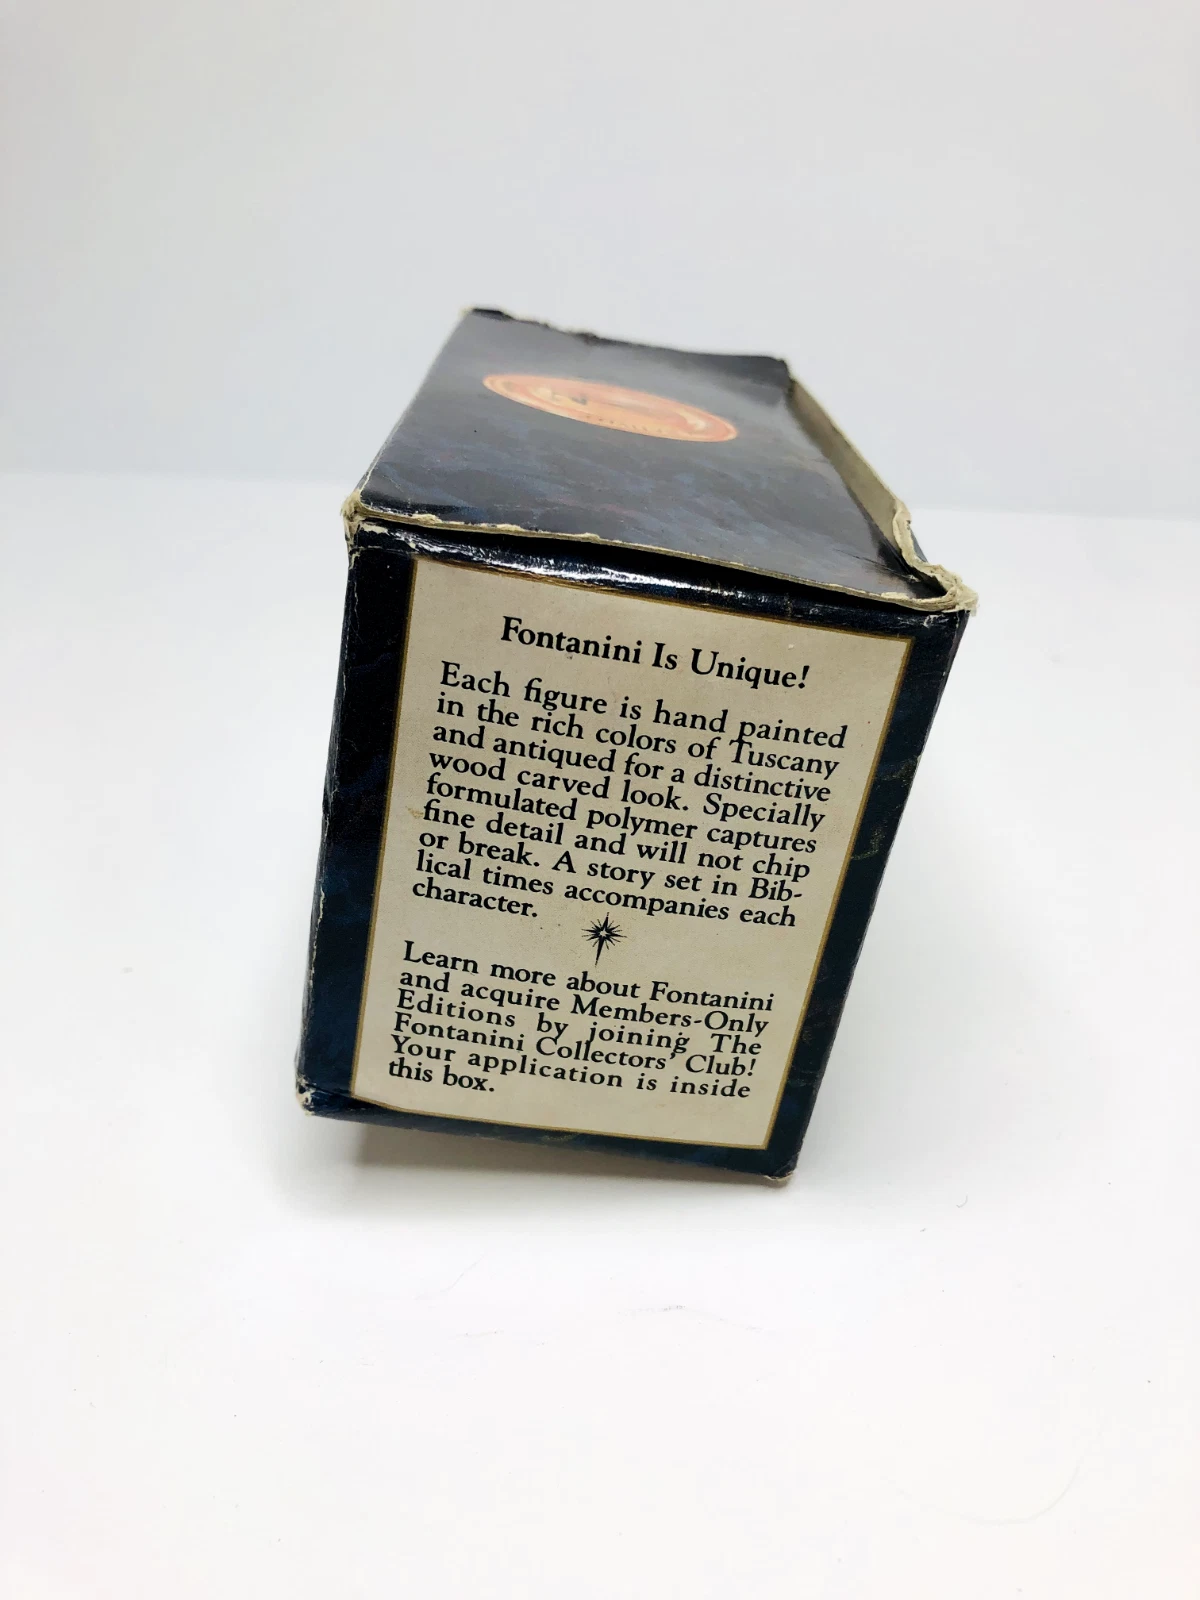 Fontanini Is Unique!
Each figure is hand painted
in the rich colors of Tuscany
and antiqued for a distinctive
wood carved look. Specially
formulated polymer captures
fine detail and will not chip
or break. A story set in Bib-
lical times accompanies each
character.
Learn more about Fontanini
and acquire Members-Only
Editions by joining The
Fontanini Collectors' Club!
Your application is inside
this box.